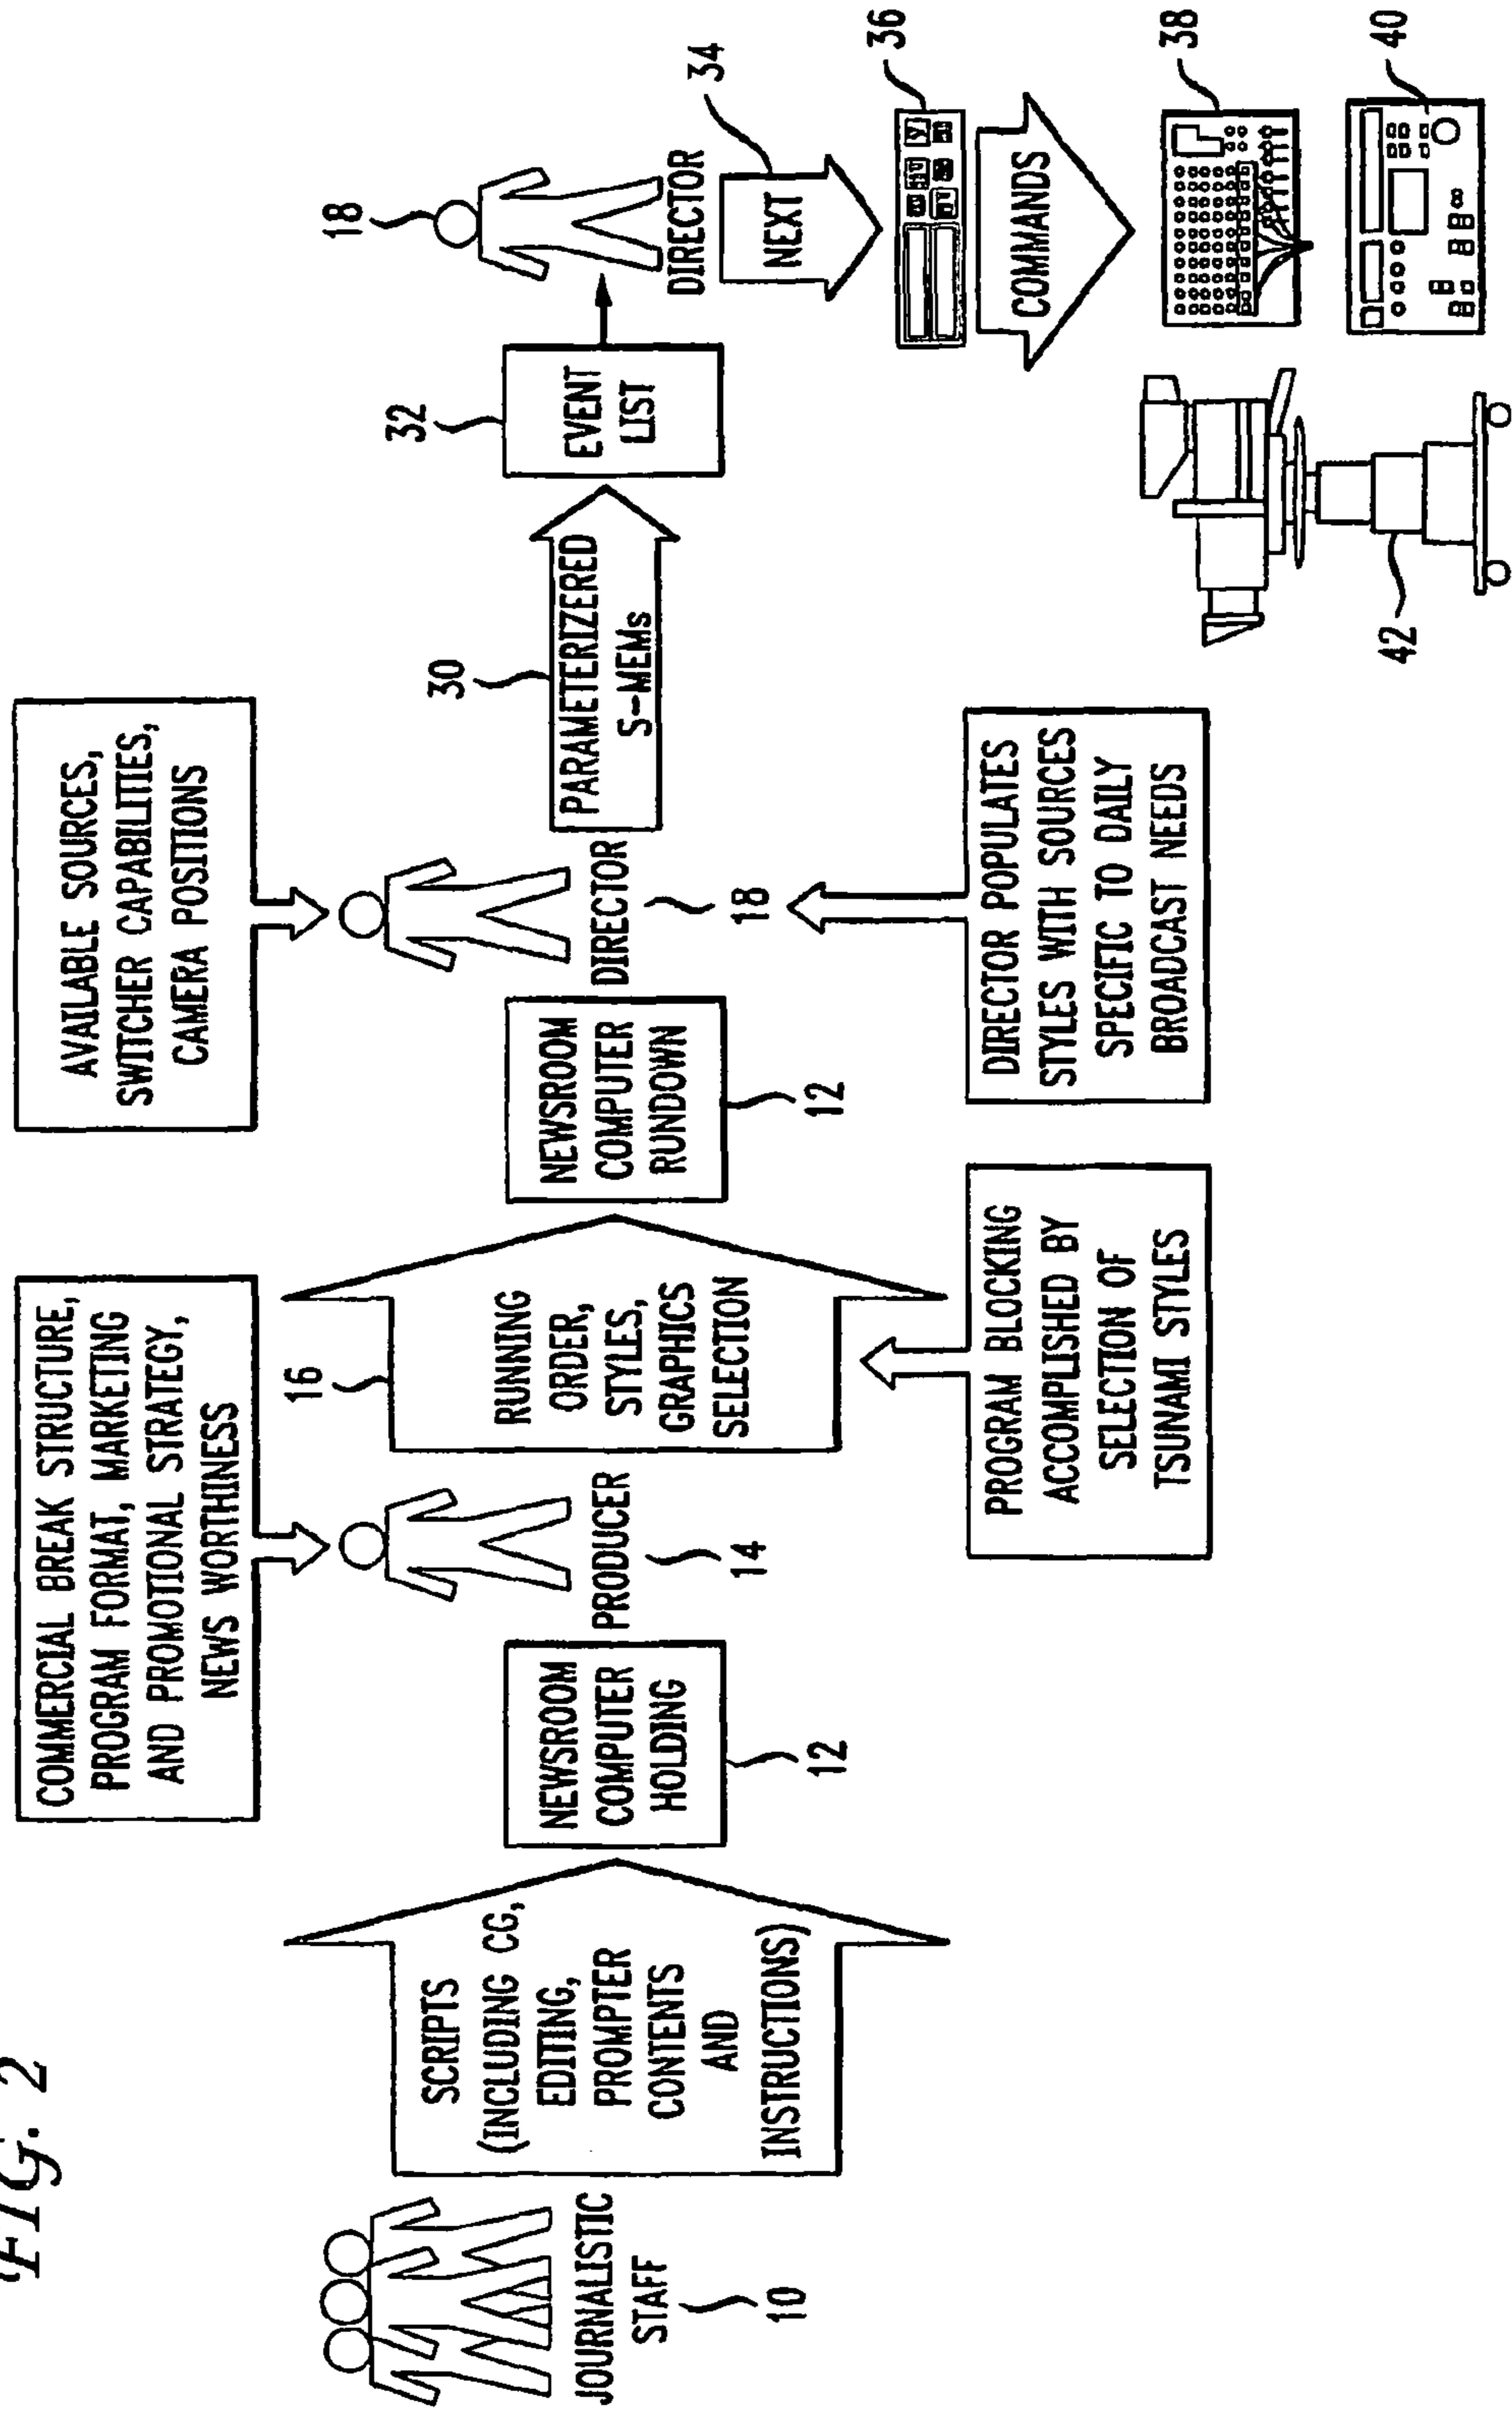 FIG. 2
COMMERCIAL BREAK STRUCTURE,
PROGRAM FORMAT, MARKETING
AND PROMOTIONAL STRATEGY,
NEWS WORTHINESS
AVAILABLE SOURCES,
SWITCHER CAPABILITIES,
CAMERA POSITIONS
JOURNALISTIC
STAFF
10
SCRIPTS
(INCLUDING CG,
EDITING,
PROMPTER
CONTENTS
AND
INSTRUCTIONS)
NEWSROOM
COMPUTER
HOLDING
12
PRODUCER
14
16
RUNNING
ORDER,
STYLES,
GRAPHICS
SELECTION
NEWSROOM
COMPUTER
RUNDOWN
12
DIRECTOR
18
30
PARAMETERIZERED
S-MEMs
32
EVENT
LIST
18
DIRECTOR
34
NEXT
36
COMMANDS
38
40
42
PROGRAM BLOCKING
ACCOMPLISHED BY
SELECTION OF
TSUNAMI STYLES
DIRECTOR POPULATES
STYLES WITH SOURCES
SPECIFIC TO DAILY
BROADCAST NEEDS